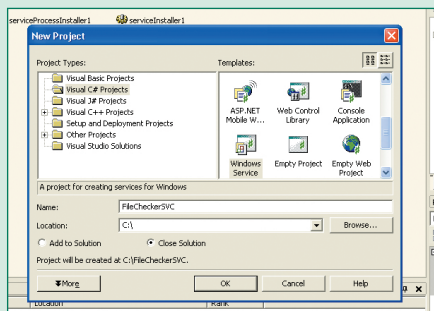 serviceProcessInstaller1 serviceInstaller1
New Project
Project Types: Templates:
Visual Basic Projects
Visual C# Projects
Visual J# Projects
Visual C++ Projects
Setup and Deployment Projects
Other Projects
Visual Studio Solutions
ASP.NET Mobile W... Web Control Library Console Application
Windows Service Empty Project Empty Web Project
A project for creating services for Windows
Name: FileCheckerSVC
Location: C:\ Browse...
Add to Solution Close Solution
Project will be created at C:\FileCheckerSVC.
More OK Cancel Help
Location Rank